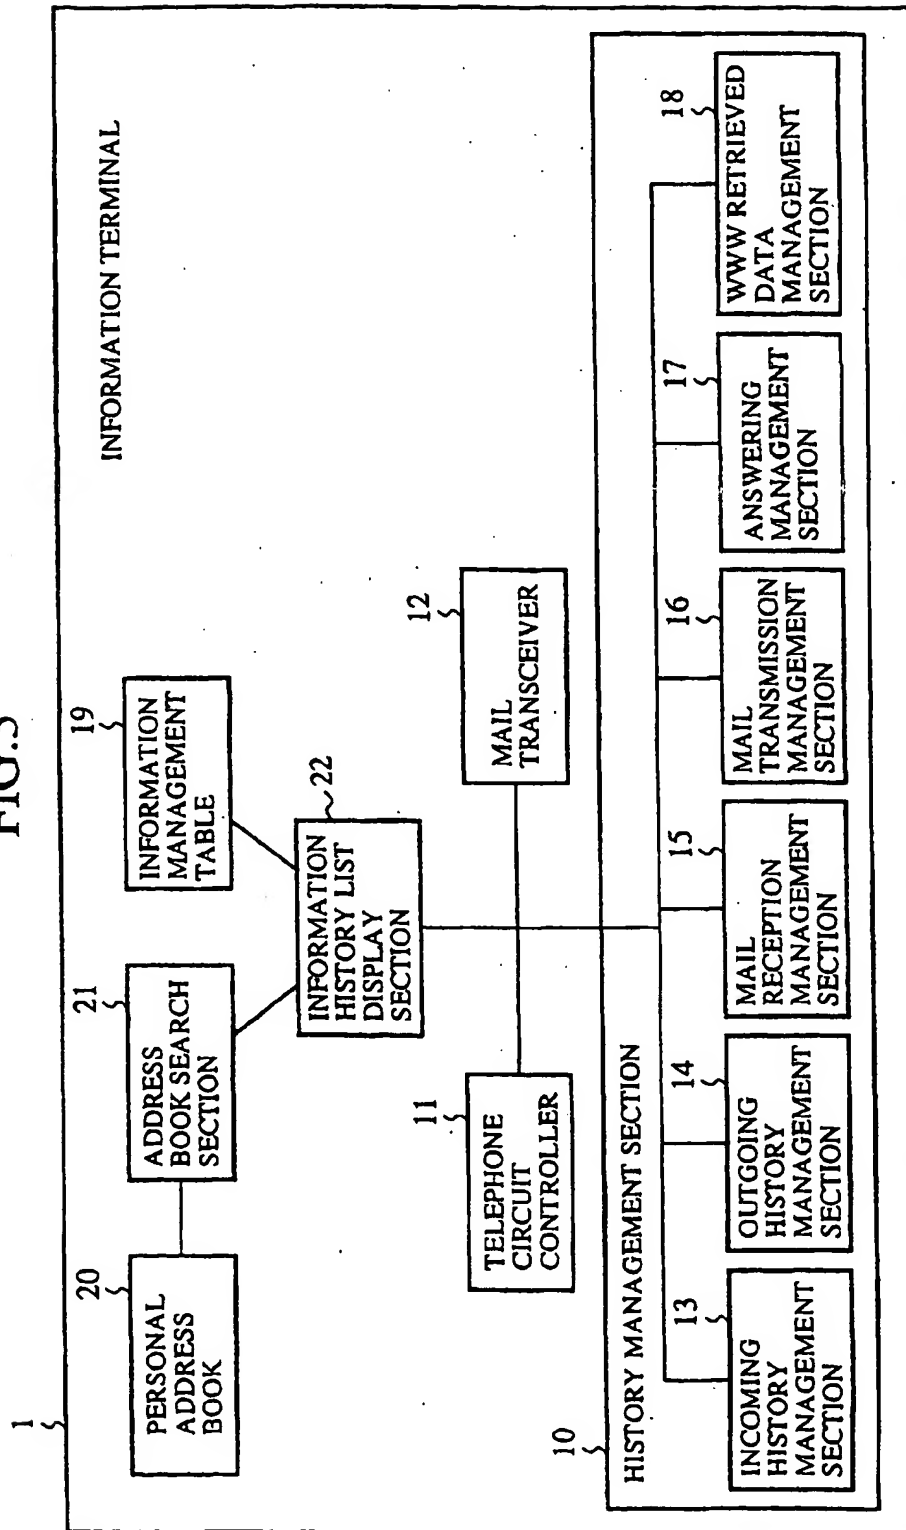 FIG.3
1
INFORMATION TERMINAL
20
PERSONAL
ADDRESS
BOOK
21
ADDRESS
BOOK SEARCH
SECTION
19
INFORMATION
MANAGEMENT
TABLE
22
INFORMATION
HISTORY LIST
DISPLAY
SECTION
11
TELEPHONE
CIRCUIT
CONTROLLER
12
MAIL
TRANSCEIVER
10
HISTORY MANAGEMENT SECTION
13
INCOMING
HISTORY
MANAGEMENT
SECTION
14
OUTGOING
HISTORY
MANAGEMENT
SECTION
15
MAIL
RECEPTION
MANAGEMENT
SECTION
16
MAIL
TRANSMISSION
MANAGEMENT
SECTION
17
ANSWERING
MANAGEMENT
SECTION
18
WWW RETRIEVED
DATA
MANAGEMENT
SECTION